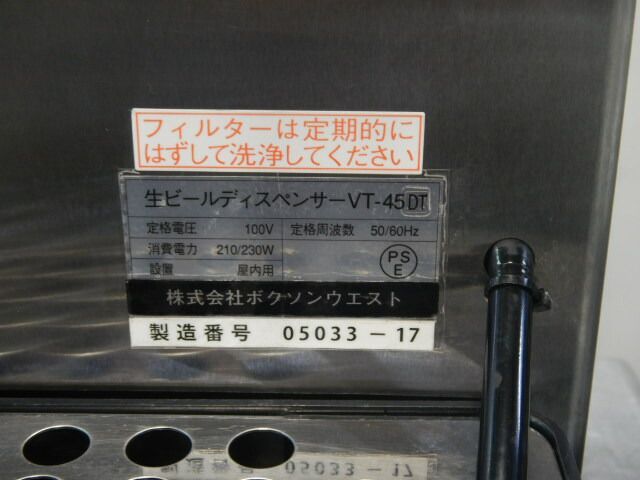 フィルターは定期的に
はずして洗浄してください
生ビールディスペンサーVT-45DT
定格電圧 100V 定格周波数 50/60Hz
消費電力 210/230W
設置 屋内用
PS
E
株式会社ボクソンウエスト
製造番号 05033-17